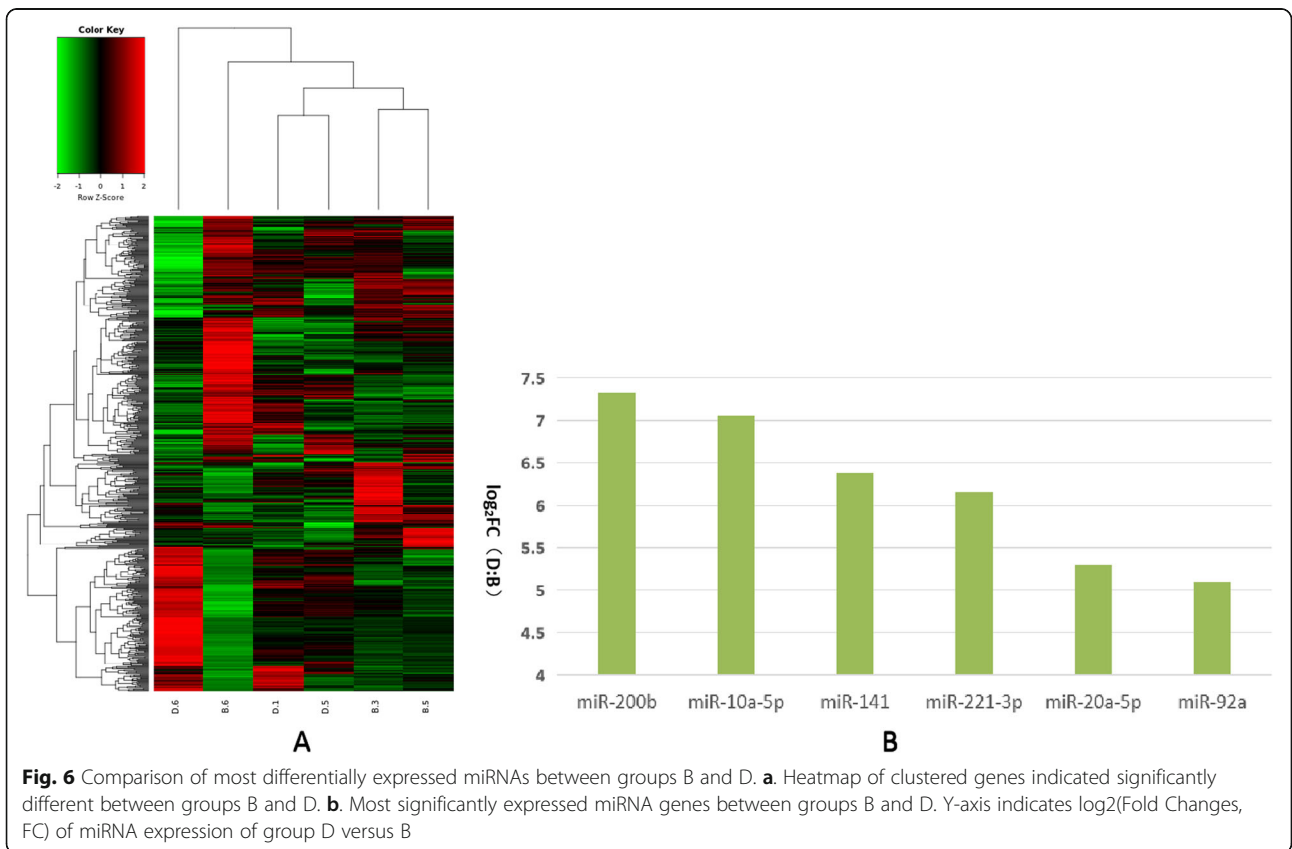 Color Key
-2 -1 0 1 2
Row Z-Score
D.6 B.6 D.1 D.5 B.3 B.5
A
7.5
7
6.5
6
5.5
5
4.5
4
log₂FC（D:B）
miR-200b miR-10a-5p miR-141 miR-221-3p miR-20a-5p miR-92a
B
Fig. 6 Comparison of most differentially expressed miRNAs between groups B and D. a. Heatmap of clustered genes indicated significantly
different between groups B and D. b. Most significantly expressed miRNA genes between groups B and D. Y-axis indicates log2(Fold Changes,
FC) of miRNA expression of group D versus B